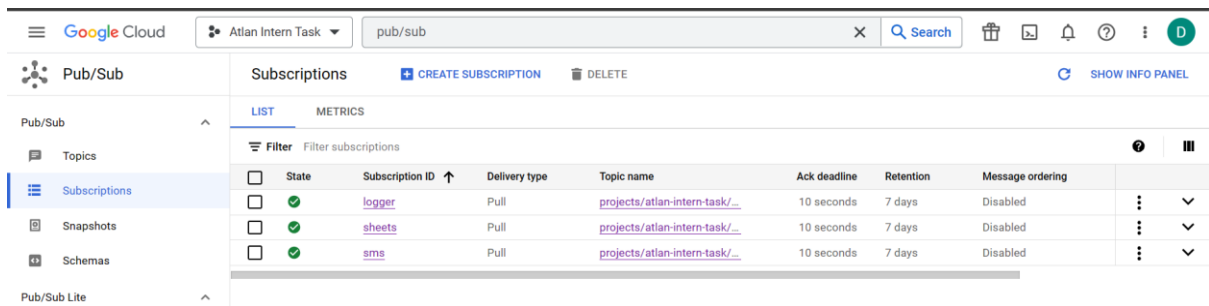 Google Cloud Atlan Intern Task pub/sub Search D
Pub/Sub Subscriptions CREATE SUBSCRIPTION DELETE SHOW INFO PANEL
Pub/Sub LIST METRICS
Filter Filter subscriptions
Topics
State Subscription ID Delivery type Topic name Ack deadline Retention Message ordering
Subscriptions
logger Pull projects/atlan-intern-task/... 10 seconds 7 days Disabled
Snapshots
sheets Pull projects/atlan-intern-task/... 10 seconds 7 days Disabled
Schemas
sms Pull projects/atlan-intern-task/... 10 seconds 7 days Disabled
Pub/Sub Lite